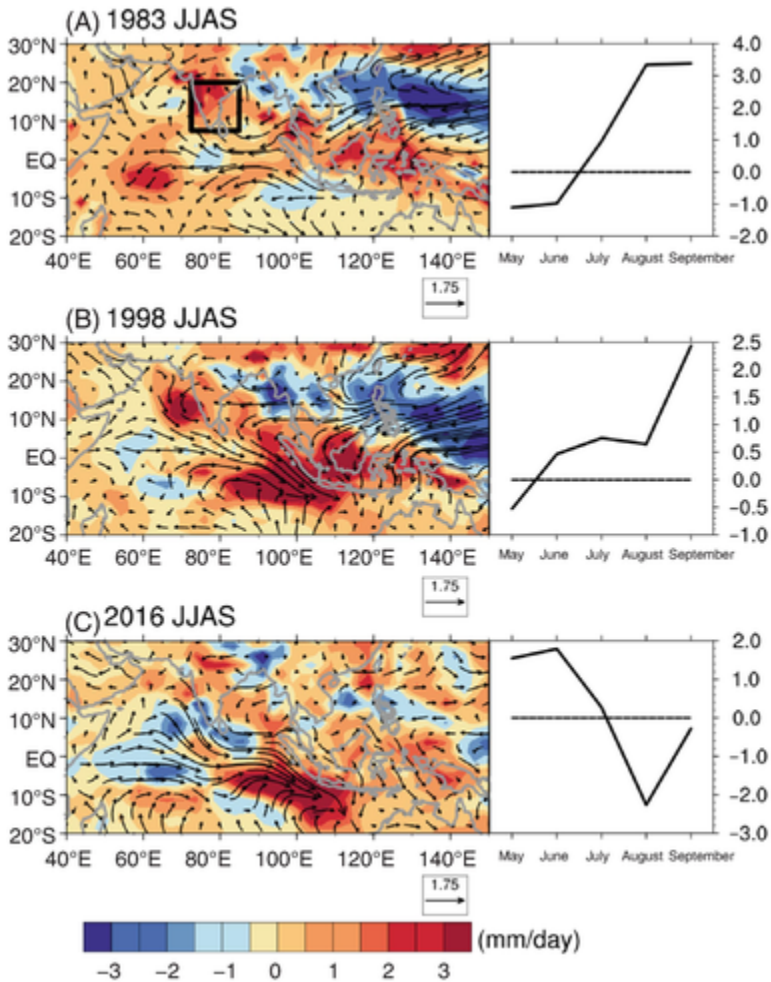 (A) 1983 JJAS
30°N
20°N
10°N
EQ
10°S
20°S
40°E 60°E 80°E 100°E 120°E 140°E
4.0
3.0
2.0
1.0
0.0
−1.0
−2.0
May June July August September
1.75
(B) 1998 JJAS
30°N
20°N
10°N
EQ
10°S
20°S
40°E 60°E 80°E 100°E 120°E 140°E
2.5
2.0
1.5
1.0
0.5
0.0
−0.5
−1.0
May June July August September
1.75
(C) 2016 JJAS
30°N
20°N
10°N
EQ
10°S
20°S
40°E 60°E 80°E 100°E 120°E 140°E
2.0
1.0
0.0
−1.0
−2.0
−3.0
May June July August September
1.75
(mm/day)
−3 −2 −1 0 1 2 3